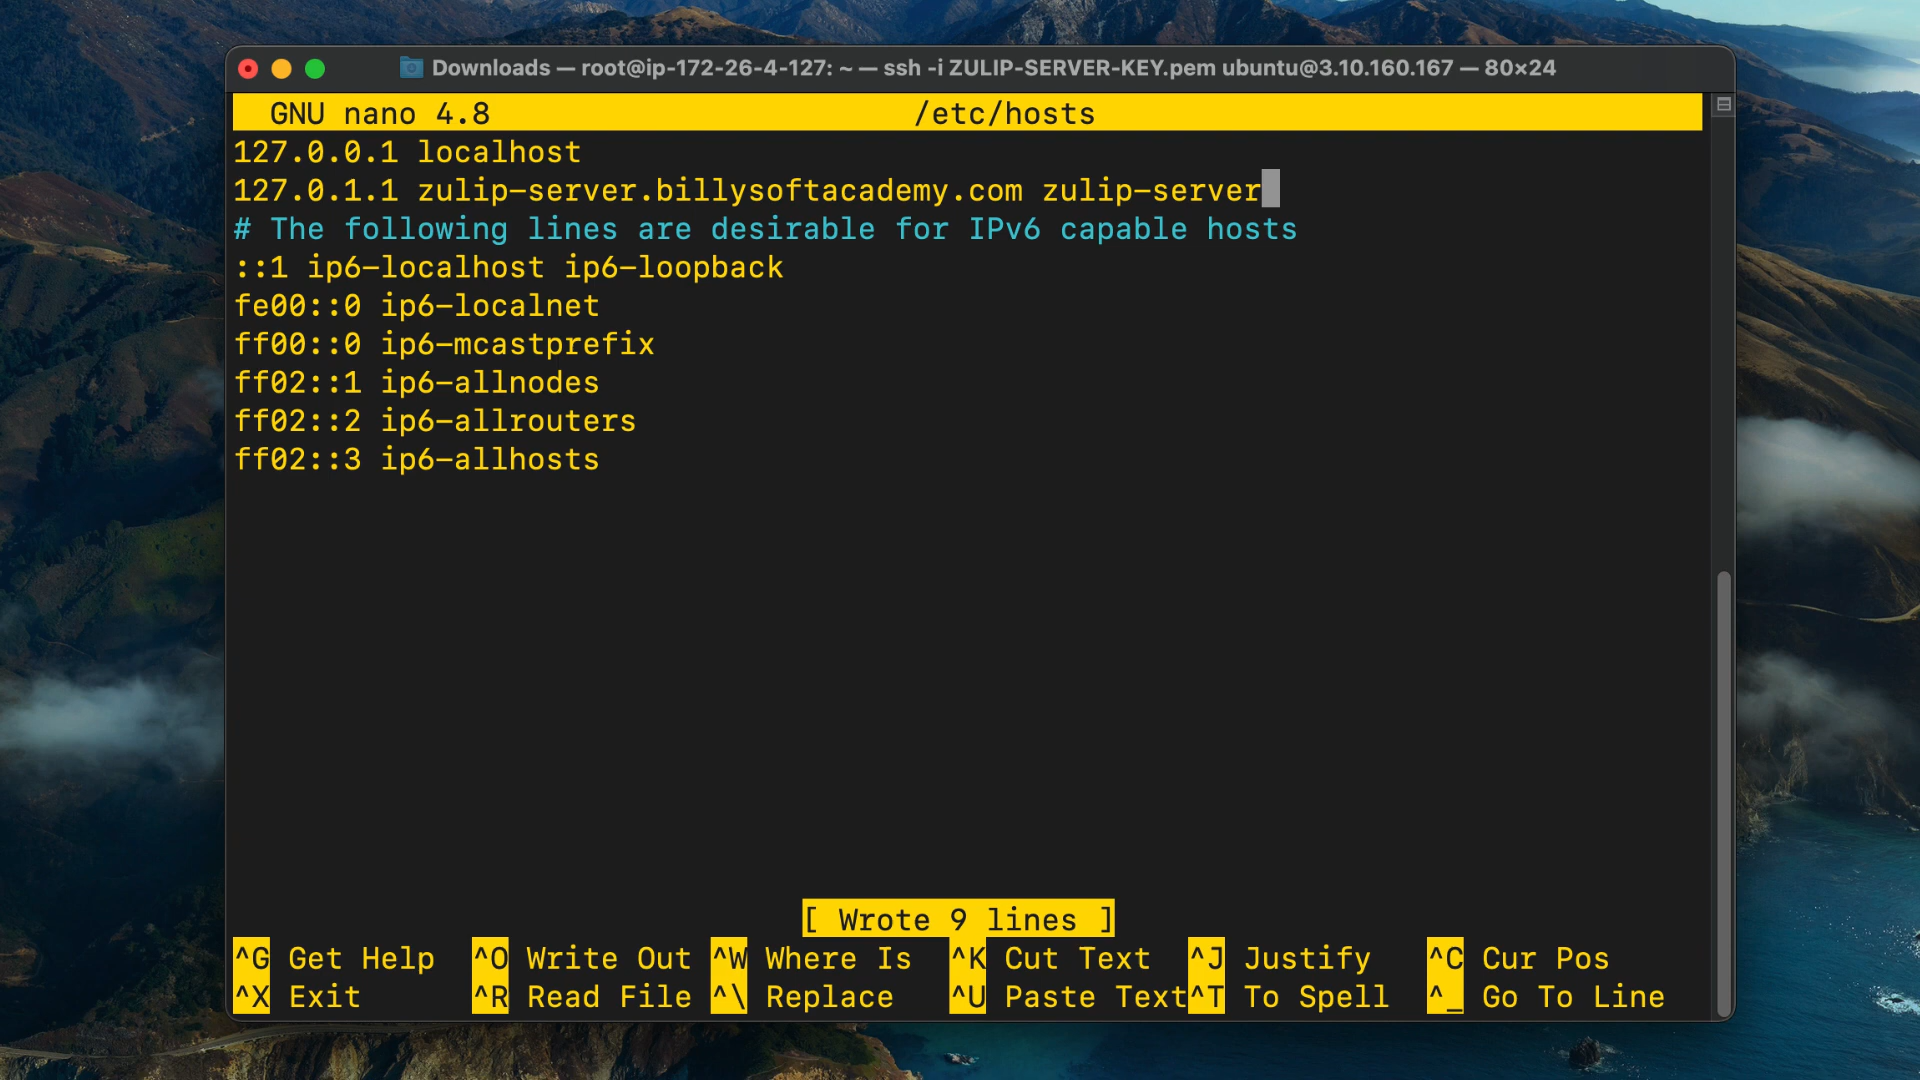 Downloads — root@ip-172-26-4-127: ~ — ssh -i ZULIP-SERVER-KEY.pem ubuntu@3.10.160.167 — 80×24
GNU nano 4.8 /etc/hosts
127.0.0.1 localhost
127.0.1.1 zulip-server.billysoftacademy.com zulip-server
# The following lines are desirable for IPv6 capable hosts
::1 ip6-localhost ip6-loopback
fe00::0 ip6-localnet
ff00::0 ip6-mcastprefix
ff02::1 ip6-allnodes
ff02::2 ip6-allrouters
ff02::3 ip6-allhosts
[ Wrote 9 lines ]
^G Get Help ^O Write Out ^W Where Is ^K Cut Text ^J Justify ^C Cur Pos
^X Exit ^R Read File ^\ Replace ^U Paste Text^T To Spell ^_ Go To Line